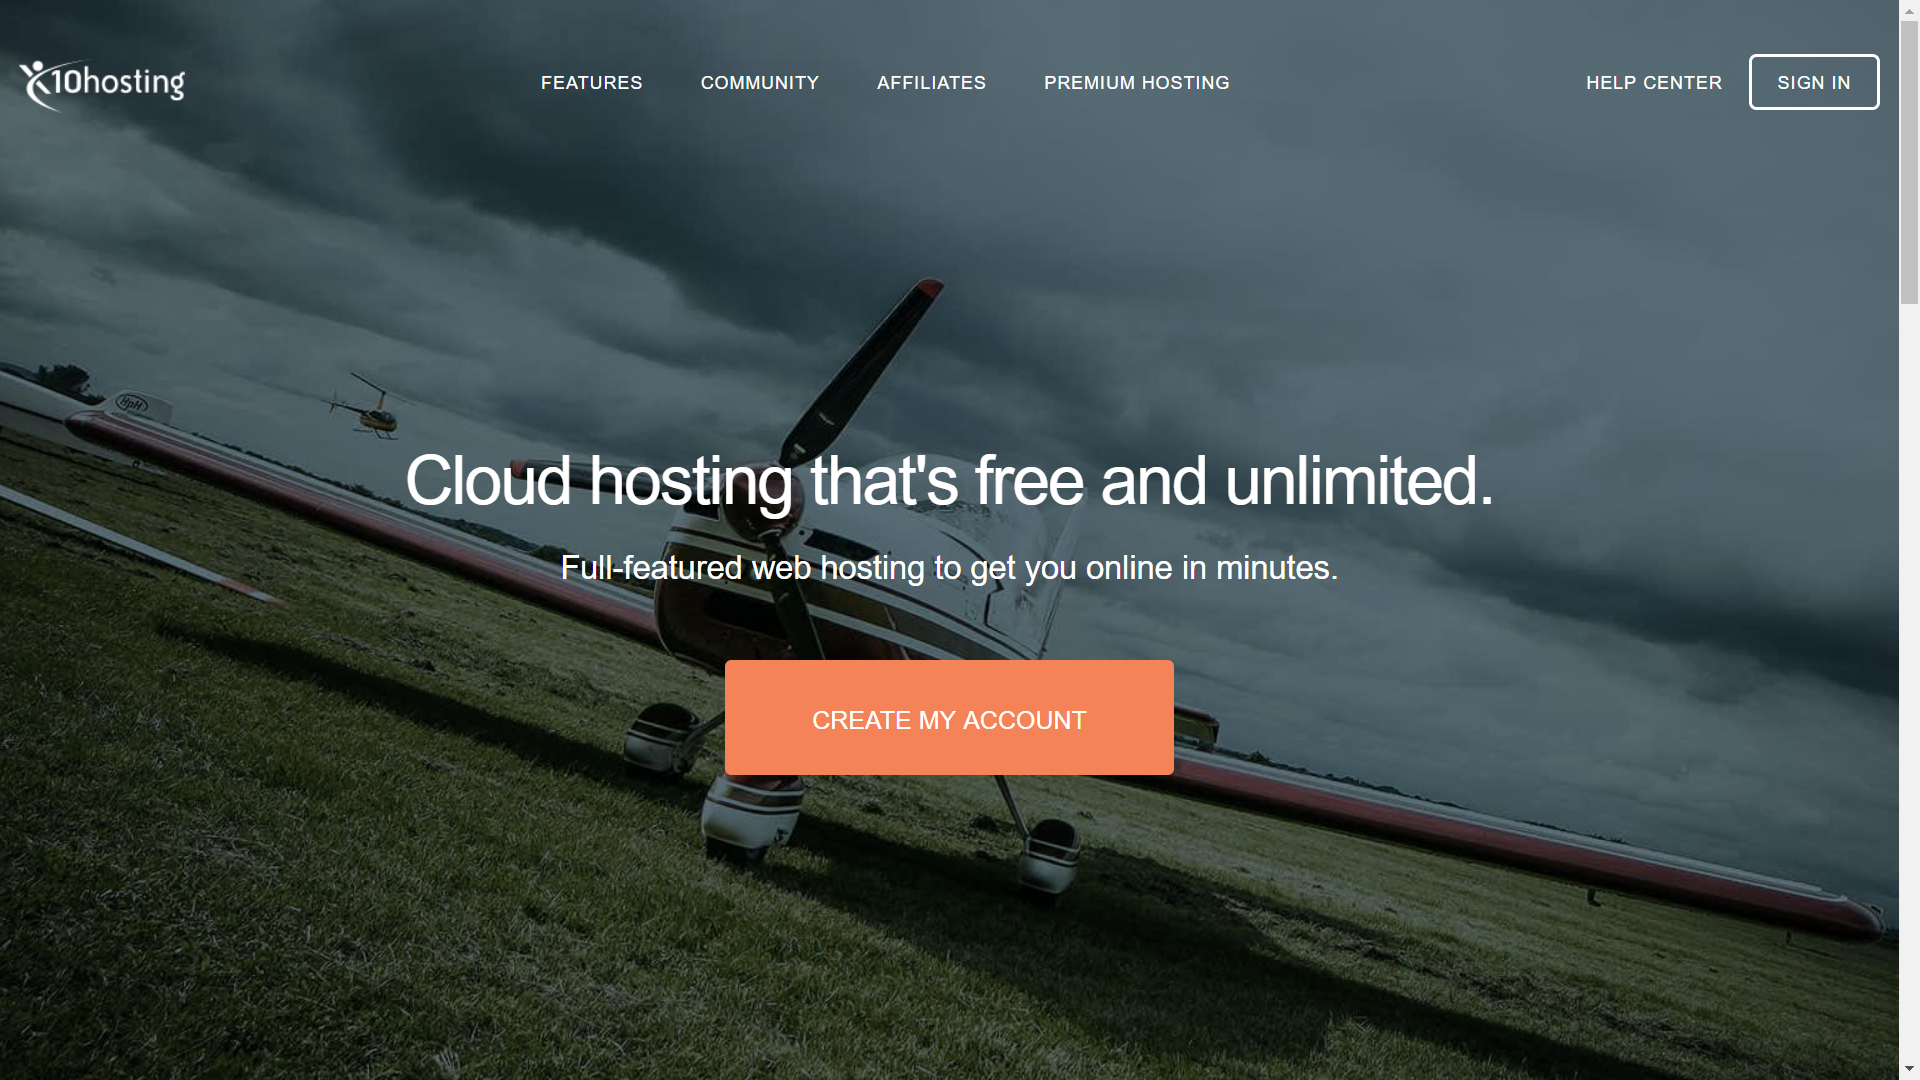 x10hosting
FEATURES
COMMUNITY
AFFILIATES
PREMIUM HOSTING
HELP CENTER
SIGN IN
HpH
Cloud hosting that's free and unlimited.
Full-featured web hosting to get you online in minutes.
CREATE MY ACCOUNT